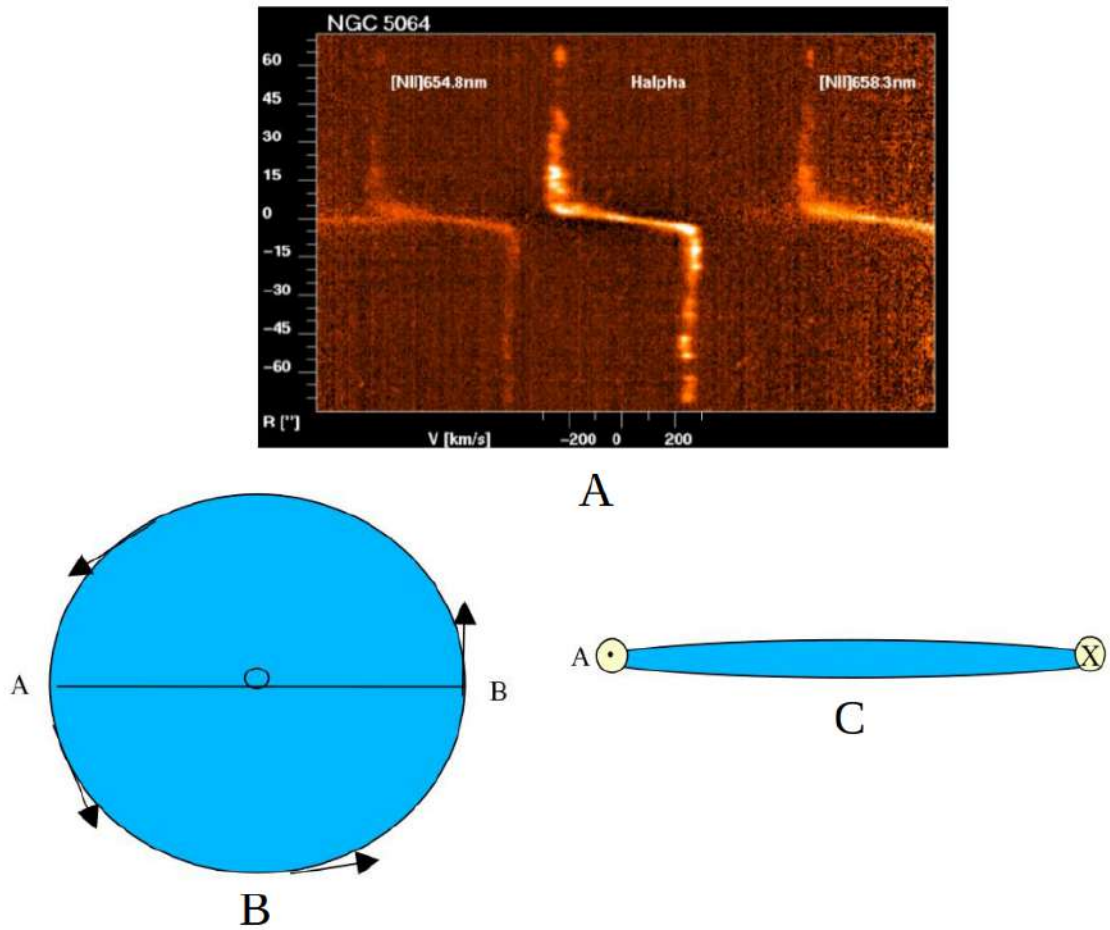 NGC 5064
[NII]654.8nm Halpha [NII]658.3nm
60
45
30
15
0
−15
−30
−45
−60
R ["]
V [km/s] −200 0 200
A
A B
B
A X
C